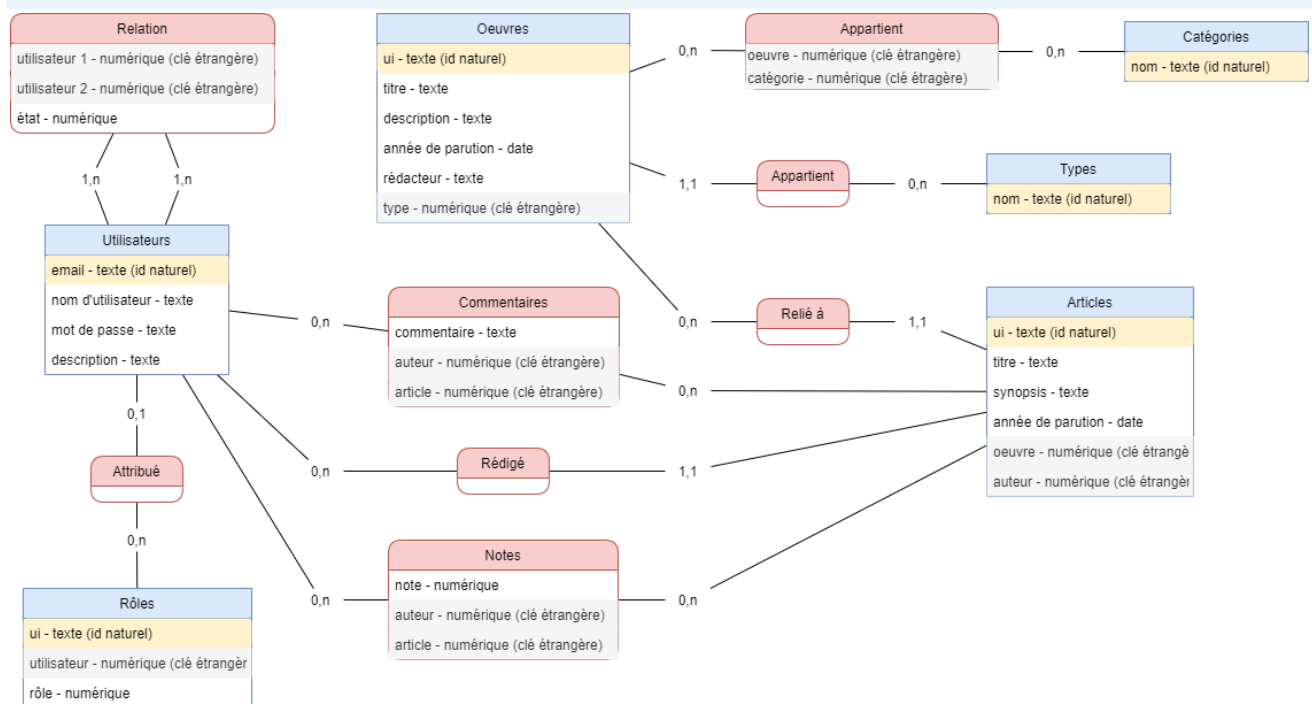 Relation
utilisateur 1 - numérique (clé étrangère)
utilisateur 2 - numérique (clé étrangère)
état - numérique
Oeuvres
ui - texte (id naturel)
titre - texte
description - texte
année de parution - date
rédacteur - texte
type - numérique (clé étrangère)
0,n
Appartient
oeuvre - numérique (clé étrangère)
catégorie - numérique (clé étragère)
0,n
Catégories
nom - texte (id naturel)
1,n
1,n
1,1
Appartient
0,n
Types
nom - texte (id naturel)
Utilisateurs
email - texte (id naturel)
nom d'utilisateur - texte
mot de passe - texte
description - texte
0,n
Commentaires
commentaire - texte
auteur - numérique (clé étrangère)
article - numérique (clé étrangère)
0,n
0,n
Relié à
1,1
Articles
ui - texte (id naturel)
titre - texte
synopsis - texte
année de parution - date
oeuvre - numérique (clé étrangè
auteur - numérique (clé étrangèr
0,1
Attribué
0,n
0,n
Rédigé
1,1
Rôles
ui - texte (id naturel)
utilisateur - numérique (clé étrangèr
rôle - numérique
0,n
Notes
note - numérique
auteur - numérique (clé étrangère)
article - numérique (clé étrangère)
0,n